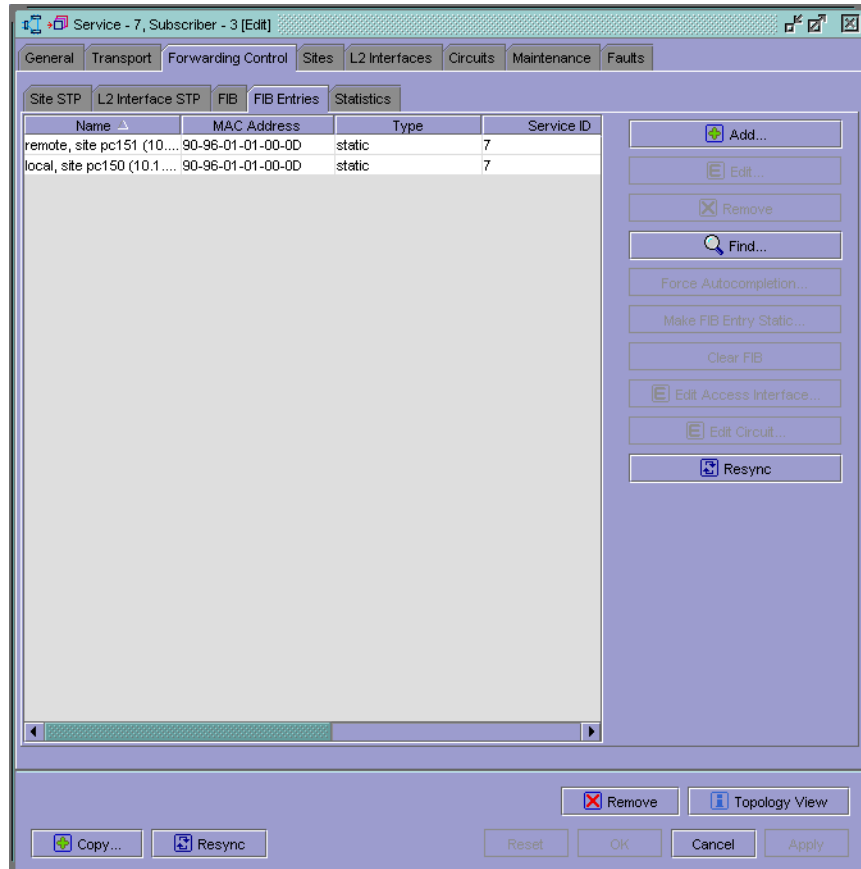 Service - 7, Subscriber - 3 [Edit]
General Transport Forwarding Control Sites L2 Interfaces Circuits Maintenance Faults
Site STP L2 Interface STP FIB FIB Entries Statistics
Name MAC Address Type Service ID
remote, site pc151 (10.... 90-96-01-01-00-0D static 7
local, site pc150 (10.1.... 90-96-01-01-00-0D static 7
Add...
Edit...
Remove
Find...
Force Autocompletion...
Make FIB Entry Static...
Clear FIB
Edit Access Interface...
Edit Circuit...
Resync
Remove Topology View
Copy... Resync Reset OK Cancel Apply